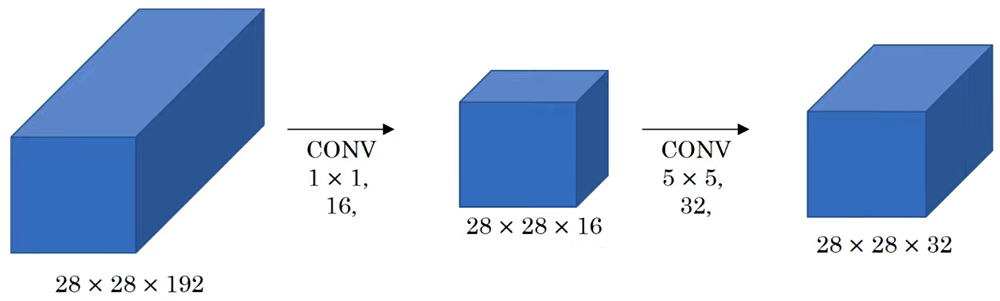 28 × 28 × 192
CONV
1 × 1,
16,
28 × 28 × 16
CONV
5 × 5,
32,
28 × 28 × 32